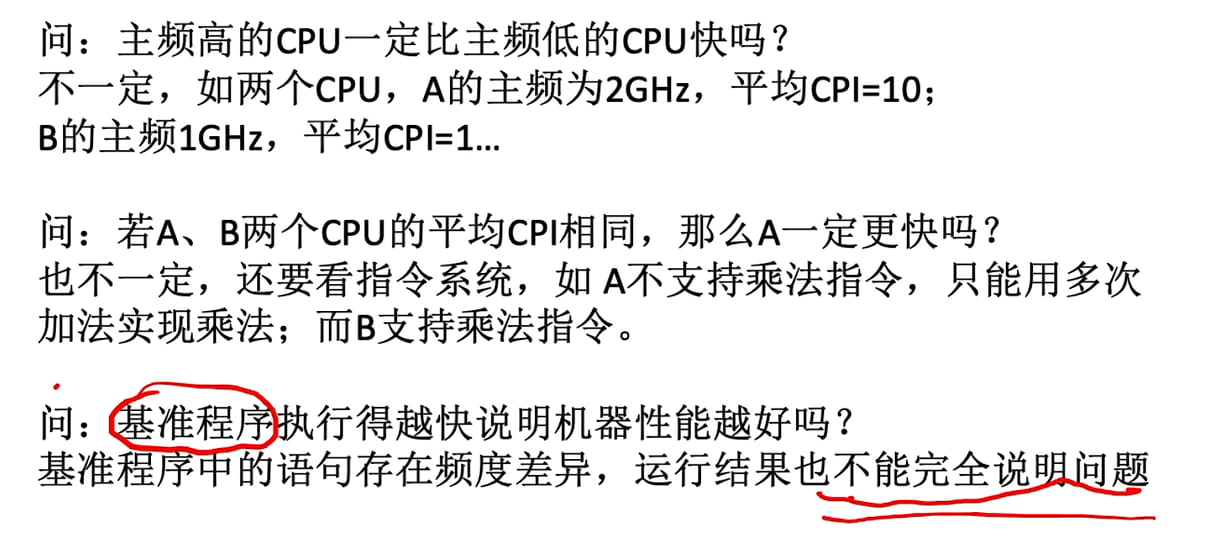 问：主频高的CPU一定比主频低的CPU快吗？
不一定，如两个CPU，A的主频为2GHz，平均CPI=10；
B的主频1GHz，平均CPI=1...
问：若A、B两个CPU的平均CPI相同，那么A一定更快吗？
也不一定，还要看指令系统，如 A不支持乘法指令，只能用多次
加法实现乘法；而B支持乘法指令。
问：基准程序执行得越快说明机器性能越好吗？
基准程序中的语句存在频度差异，运行结果也不能完全说明问题